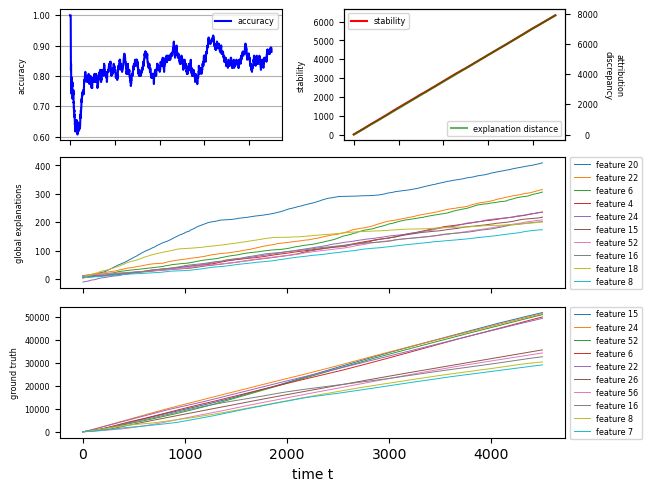 accuracy
1.00
0.90
0.80
0.70
0.60
accuracy
stability
6000
5000
4000
3000
2000
1000
0
stability
explanation distance
8000
6000
4000
2000
0
attribution
discrepancy
global explanations
400
300
200
100
0
feature 20
feature 22
feature 6
feature 4
feature 24
feature 15
feature 52
feature 16
feature 18
feature 8
ground truth
50000
40000
30000
20000
10000
0
feature 15
feature 24
feature 52
feature 6
feature 22
feature 26
feature 56
feature 16
feature 8
feature 7
0
1000
2000
3000
4000
time t